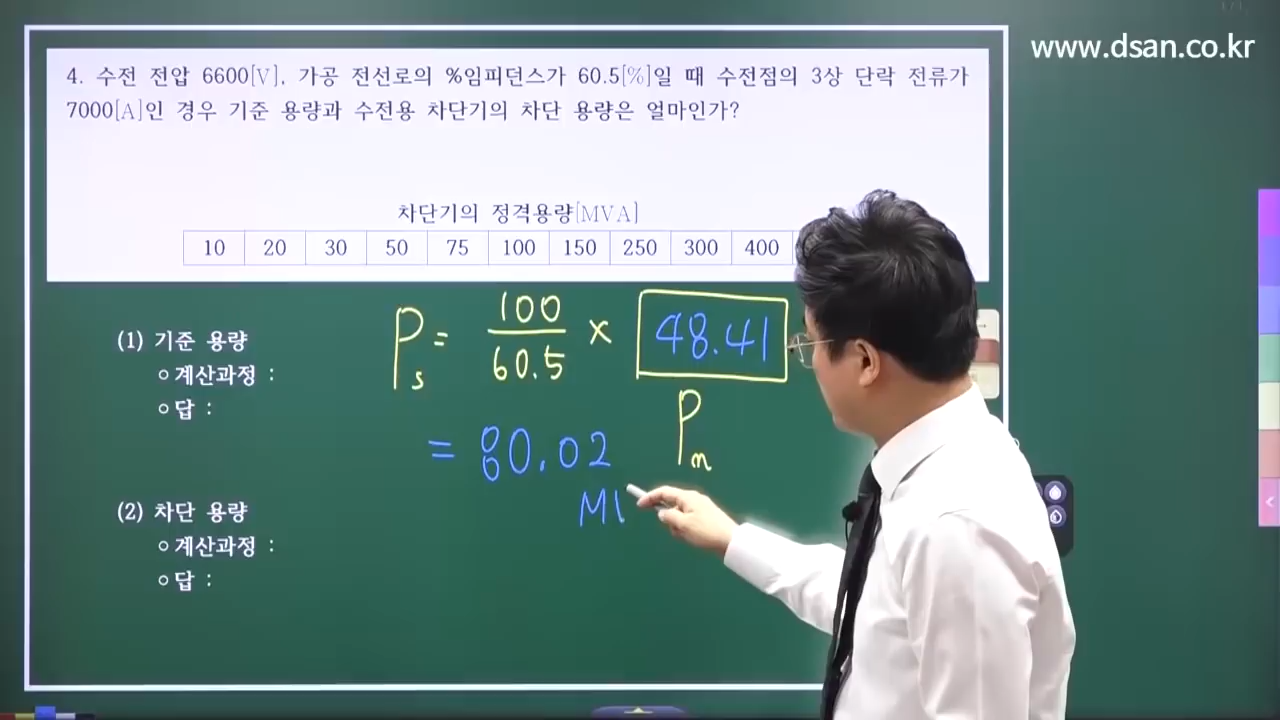 www.dsan.co.kr
4. 수전 전압 6600[V], 가공 전선로의 %임피던스가 60.5[%]일 때 수전점의 3상 단락 전류가
7000[A]인 경우 기준 용량과 수전용 차단기의 차단 용량은 얼마인가?
차단기의 정격용량[MVA]
10 20 30 50 75 100 150 250 300 400
(1) 기준 용량
○계산과정 :
○답 :
(2) 차단 용량
○계산과정 :
○답 :
Ps = 100/60.5 × 48.41
Pn
= 80.02
M